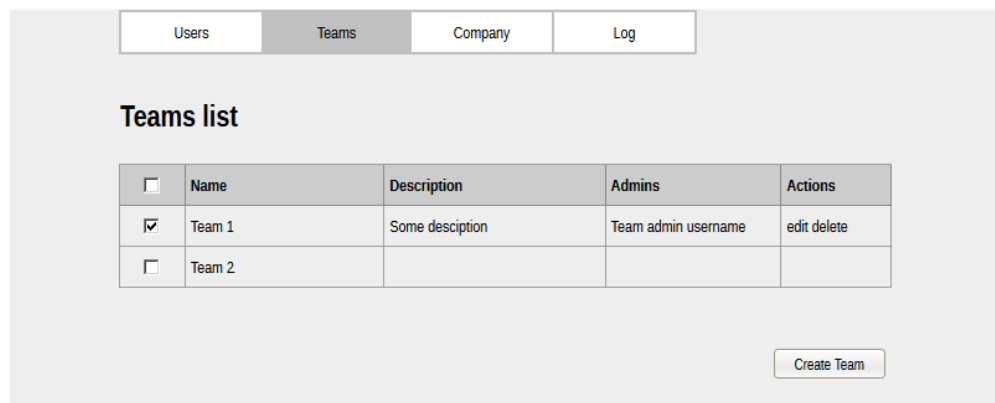 Users Teams Company Log
Teams list
Name Description Admins Actions
Team 1 Some desciption Team admin username edit delete
Team 2
Create Team